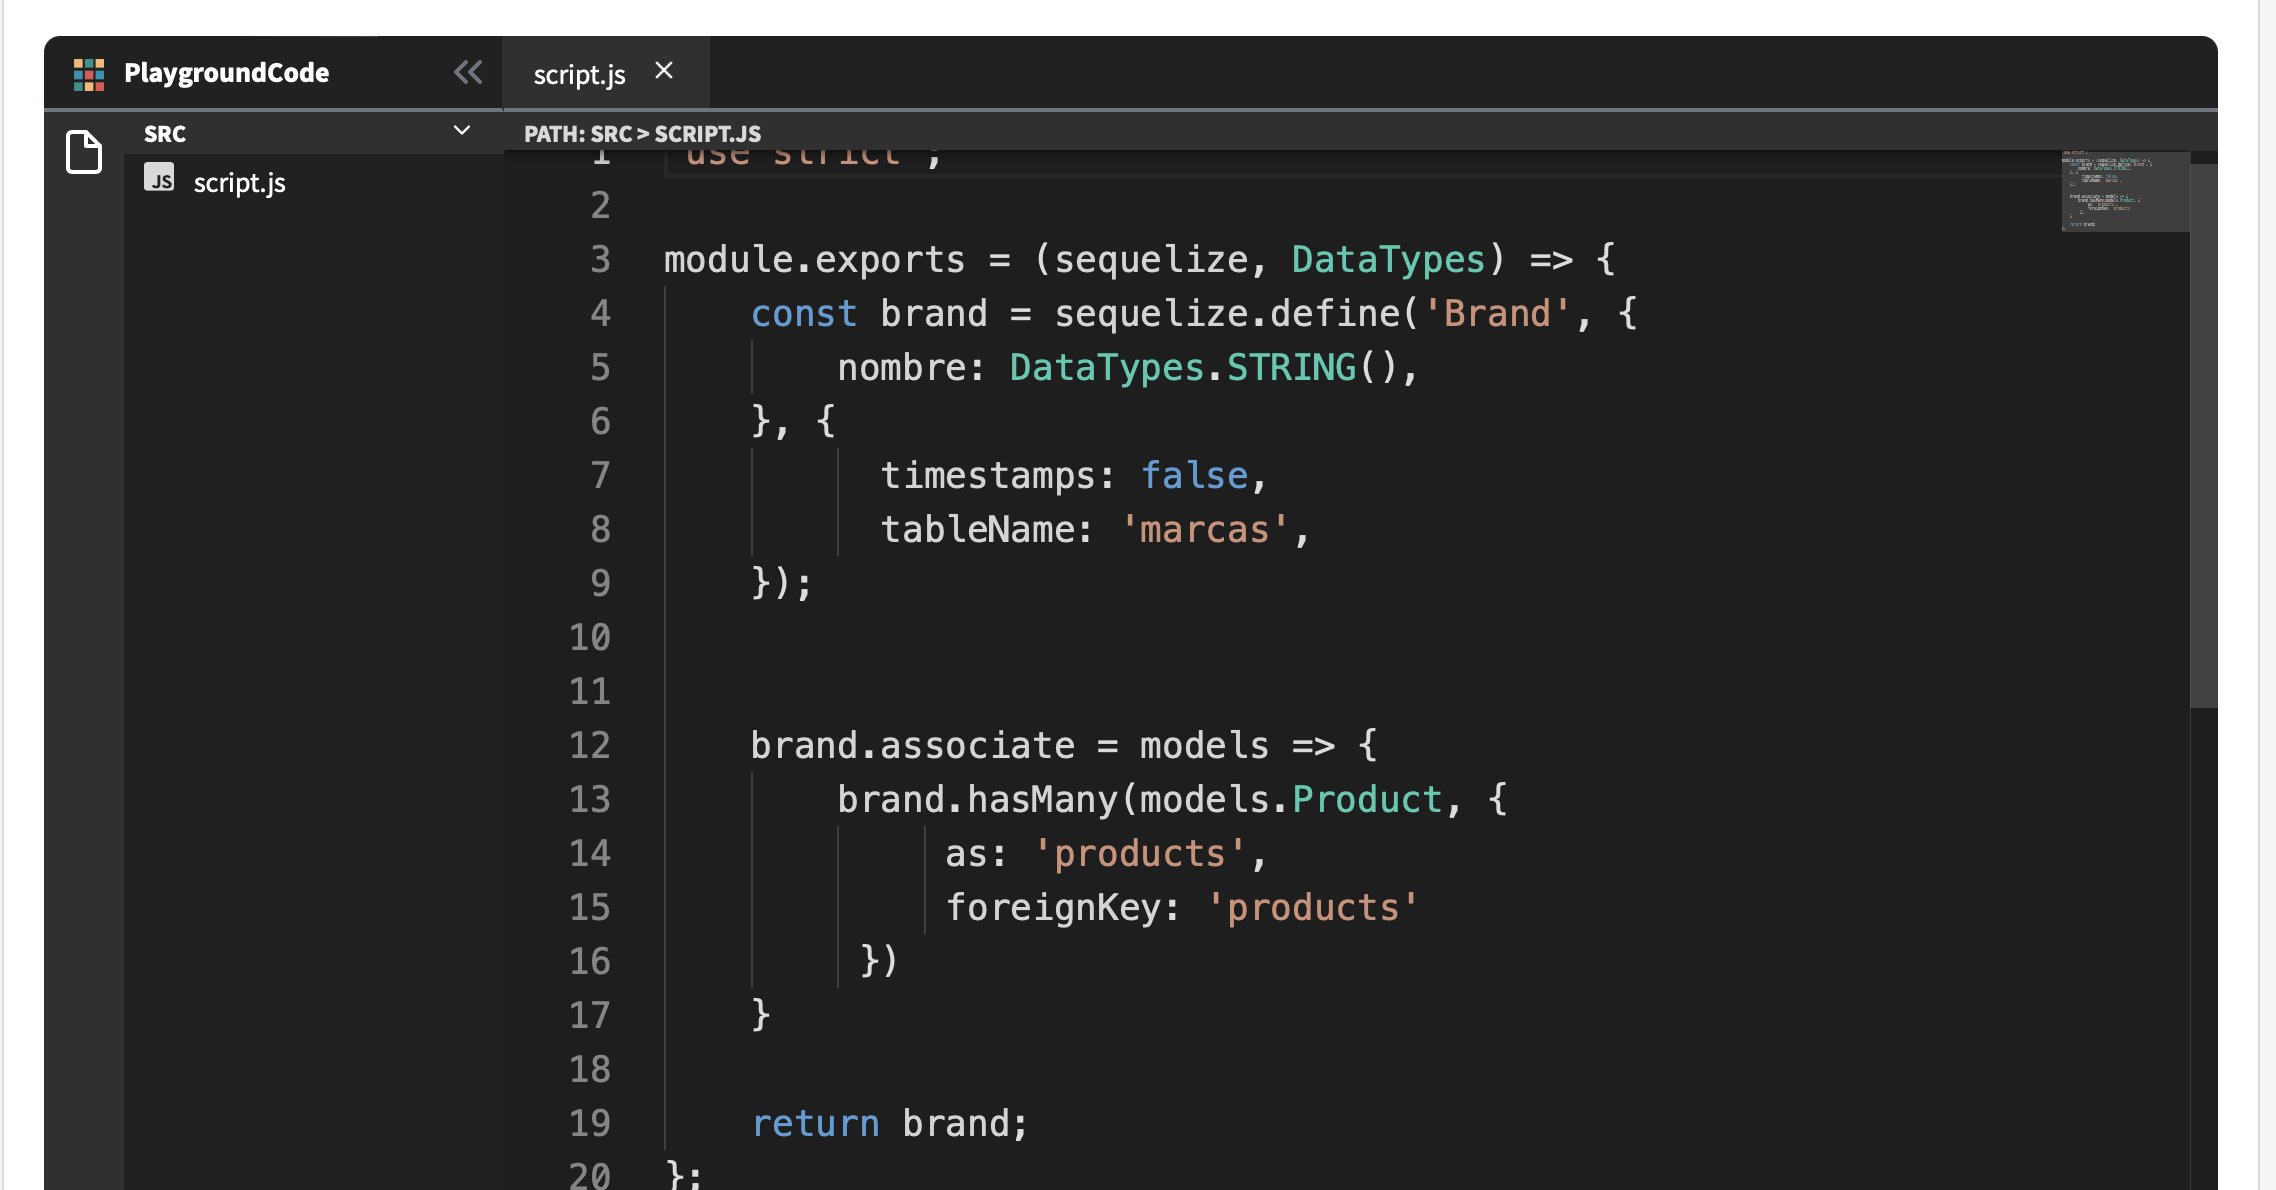 PlaygroundCode
script.js
SRC
PATH: SRC > SCRIPT.JS
JS script.js
1 'use strict';
2
3 module.exports = (sequelize, DataTypes) => {
4     const brand = sequelize.define('Brand', {
5         nombre: DataTypes.STRING(),
6     }, {
7           timestamps: false,
8           tableName: 'marcas',
9     });
10
11
12     brand.associate = models => {
13         brand.hasMany(models.Product, {
14              as: 'products',
15              foreignKey: 'products'
16          })
17     }
18
19     return brand;
20 };